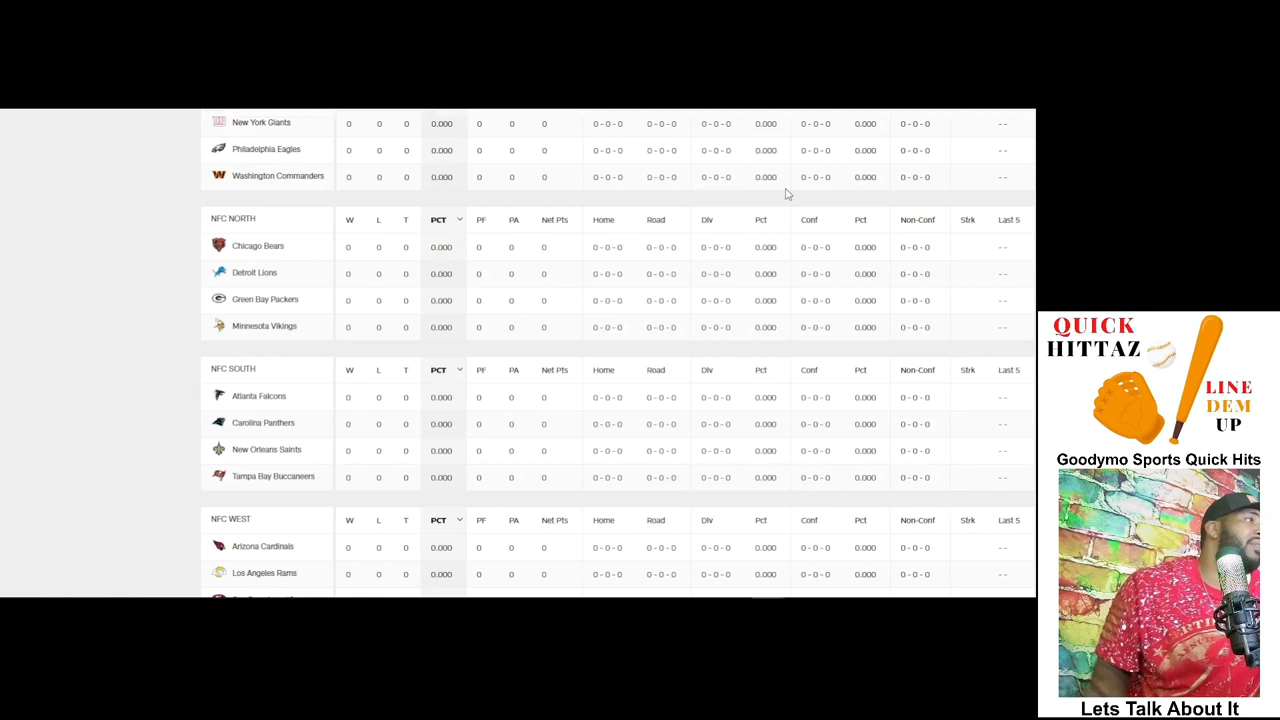 New York Giants 0 0 0 0.000 0 0 0 0 - 0 - 0 0 - 0 - 0 0 - 0 - 0 0.000 0 - 0 - 0 0.000 0 - 0 - 0 - -
Philadelphia Eagles 0 0 0 0.000 0 0 0 0 - 0 - 0 0 - 0 - 0 0 - 0 - 0 0.000 0 - 0 - 0 0.000 0 - 0 - 0 - -
Washington Commanders 0 0 0 0.000 0 0 0 0 - 0 - 0 0 - 0 - 0 0 - 0 - 0 0.000 0 - 0 - 0 0.000 0 - 0 - 0 - -
NFC NORTH W L T PCT PF PA Net Pts Home Road Div Pct Conf Pct Non-Conf Strk Last 5
Chicago Bears 0 0 0 0.000 0 0 0 0 - 0 - 0 0 - 0 - 0 0 - 0 - 0 0.000 0 - 0 - 0 0.000 0 - 0 - 0 - -
Detroit Lions 0 0 0 0.000 0 0 0 0 - 0 - 0 0 - 0 - 0 0 - 0 - 0 0.000 0 - 0 - 0 0.000 0 - 0 - 0 - -
Green Bay Packers 0 0 0 0.000 0 0 0 0 - 0 - 0 0 - 0 - 0 0 - 0 - 0 0.000 0 - 0 - 0 0.000 0 - 0 - 0 - -
Minnesota Vikings 0 0 0 0.000 0 0 0 0 - 0 - 0 0 - 0 - 0 0 - 0 - 0 0.000 0 - 0 - 0 0.000 0 - 0 - 0 - -
NFC SOUTH W L T PCT PF PA Net Pts Home Road Div Pct Conf Pct Non-Conf Strk Last 5
Atlanta Falcons 0 0 0 0.000 0 0 0 0 - 0 - 0 0 - 0 - 0 0 - 0 - 0 0.000 0 - 0 - 0 0.000 0 - 0 - 0 - -
Carolina Panthers 0 0 0 0.000 0 0 0 0 - 0 - 0 0 - 0 - 0 0 - 0 - 0 0.000 0 - 0 - 0 0.000 0 - 0 - 0 - -
New Orleans Saints 0 0 0 0.000 0 0 0 0 - 0 - 0 0 - 0 - 0 0 - 0 - 0 0.000 0 - 0 - 0 0.000 0 - 0 - 0 - -
Tampa Bay Buccaneers 0 0 0 0.000 0 0 0 0 - 0 - 0 0 - 0 - 0 0 - 0 - 0 0.000 0 - 0 - 0 0.000 0 - 0 - 0 - -
NFC WEST W L T PCT PF PA Net Pts Home Road Div Pct Conf Pct Non-Conf Strk Last 5
Arizona Cardinals 0 0 0 0.000 0 0 0 0 - 0 - 0 0 - 0 - 0 0 - 0 - 0 0.000 0 - 0 - 0 0.000 0 - 0 - 0 - -
Los Angeles Rams 0 0 0 0.000 0 0 0 0 - 0 - 0 0 - 0 - 0 0 - 0 - 0 0.000 0 - 0 - 0 0.000 0 - 0 - 0 - -
QUICK
HITTAZ
LINE
DEM
UP
Goodymo Sports Quick Hits
Lets Talk About It